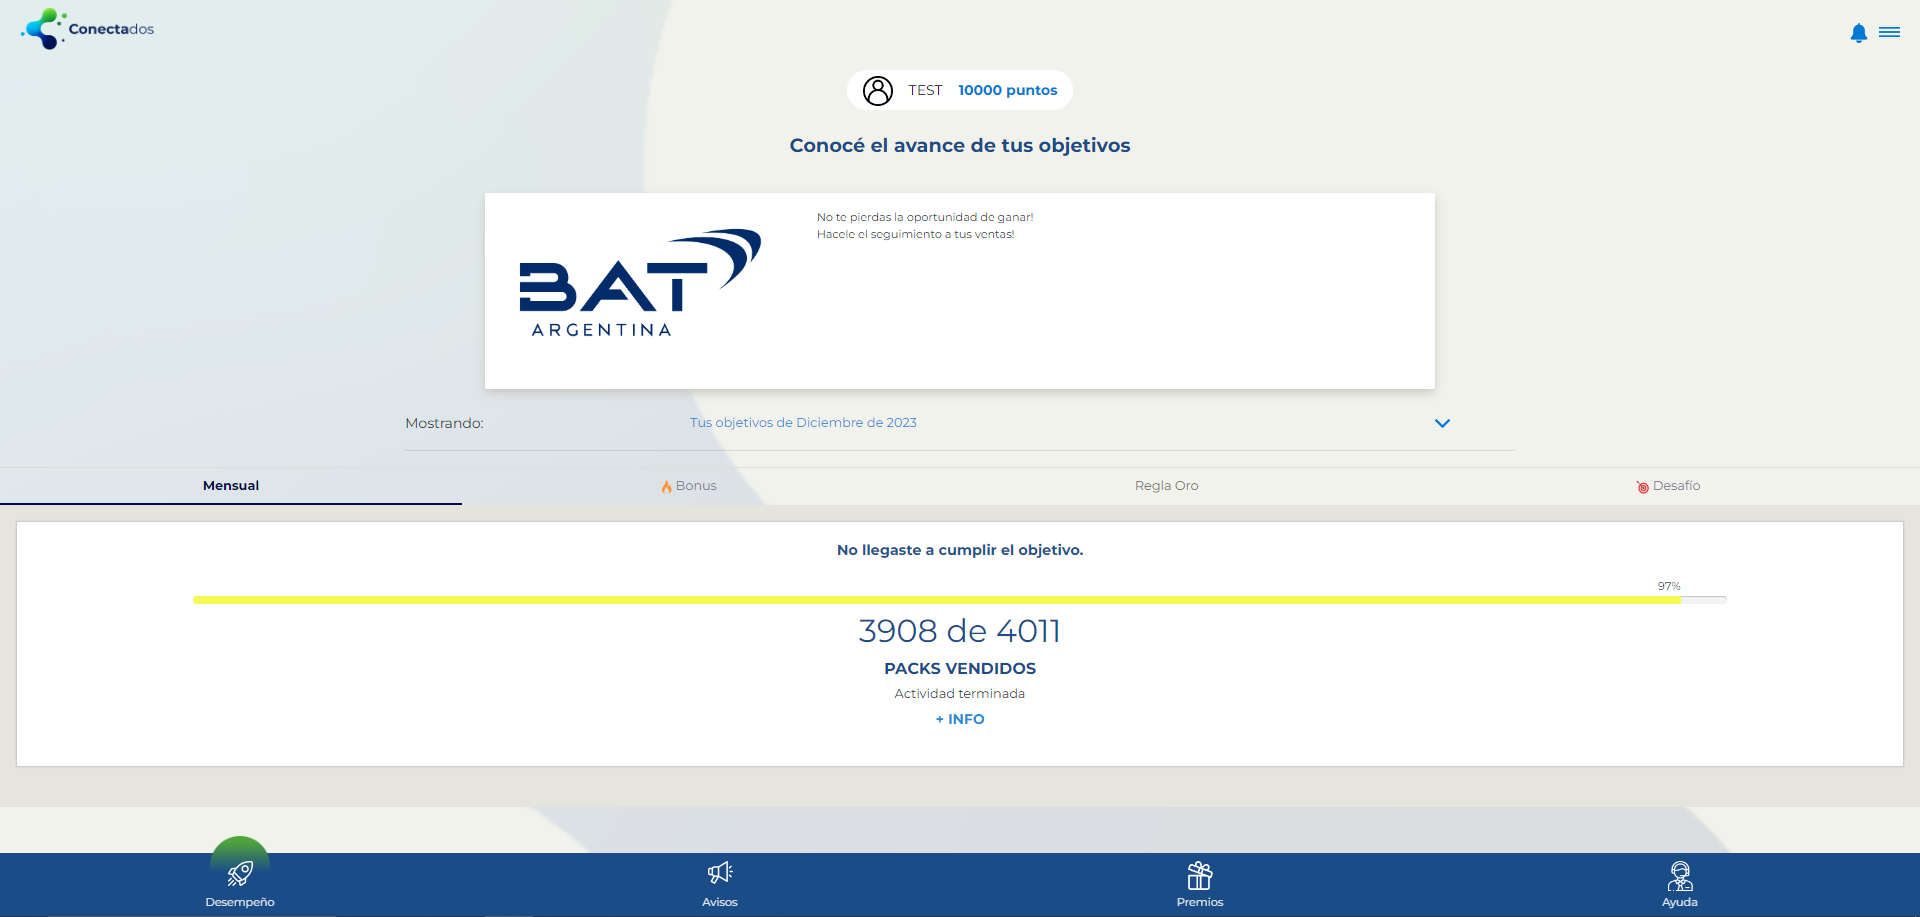 Conectados
TEST 10000 puntos
Conocé el avance de tus objetivos
No te pierdas la oportunidad de ganar!
Hacele el seguimiento a tus ventas!
BAT
ARGENTINA
Mostrando: Tus objetivos de Diciembre de 2023
Mensual Bonus Regla Oro Desafío
No llegaste a cumplir el objetivo.
97%
3908 de 4011
PACKS VENDIDOS
Actividad terminada
+ INFO
Desempeño Avisos Premios Ayuda